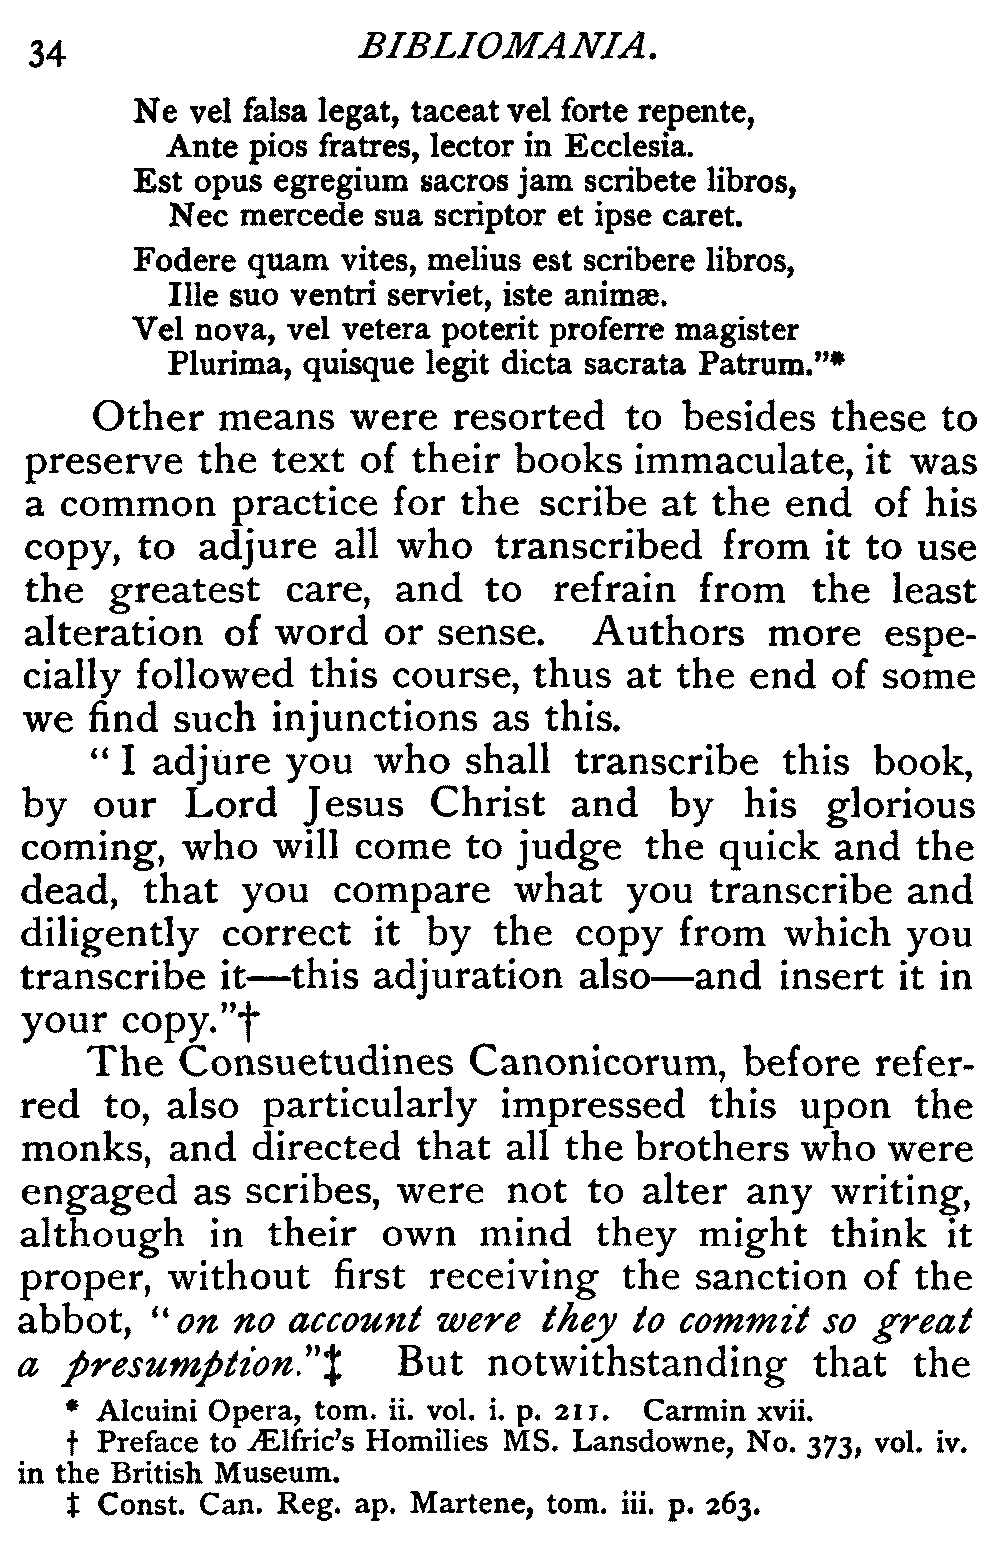 34 BIBLIOMANIA.
Ne vel falsa legat, taceat vel forte repente,
Ante pios fratres, lector in Ecclesia.
Est opus egregium sacros jam scribete libros,
Nec mercede sua scriptor et ipse caret.
Fodere quam vites, melius est scribere libros,
Ille suo ventri serviet, iste animæ.
Vel nova, vel vetera poterit proferre magister
Plurima, quisque legit dicta sacrata Patrum."*
Other means were resorted to besides these to
preserve the text of their books immaculate, it was
a common practice for the scribe at the end of his
copy, to adjure all who transcribed from it to use
the greatest care, and to refrain from the least
alteration of word or sense. Authors more espe-
cially followed this course, thus at the end of some
we find such injunctions as this.
"I adjure you who shall transcribe this book,
by our Lord Jesus Christ and by his glorious
coming, who will come to judge the quick and the
dead, that you compare what you transcribe and
diligently correct it by the copy from which you
transcribe it—this adjuration also—and insert it in
your copy."†
The Consuetudines Canonicorum, before refer-
red to, also particularly impressed this upon the
monks, and directed that all the brothers who were
engaged as scribes, were not to alter any writing,
although in their own mind they might think it
proper, without first receiving the sanction of the
abbot, "on no account were they to commit so great
a presumption."‡ But notwithstanding that the
* Alcuini Opera, tom. ii. vol. i. p. 211. Carmin xvii.
† Preface to Ælfric's Homilies MS. Lansdowne, No. 373, vol. iv.
in the British Museum.
‡ Const. Can. Reg. ap. Martene, tom. iii. p. 263.